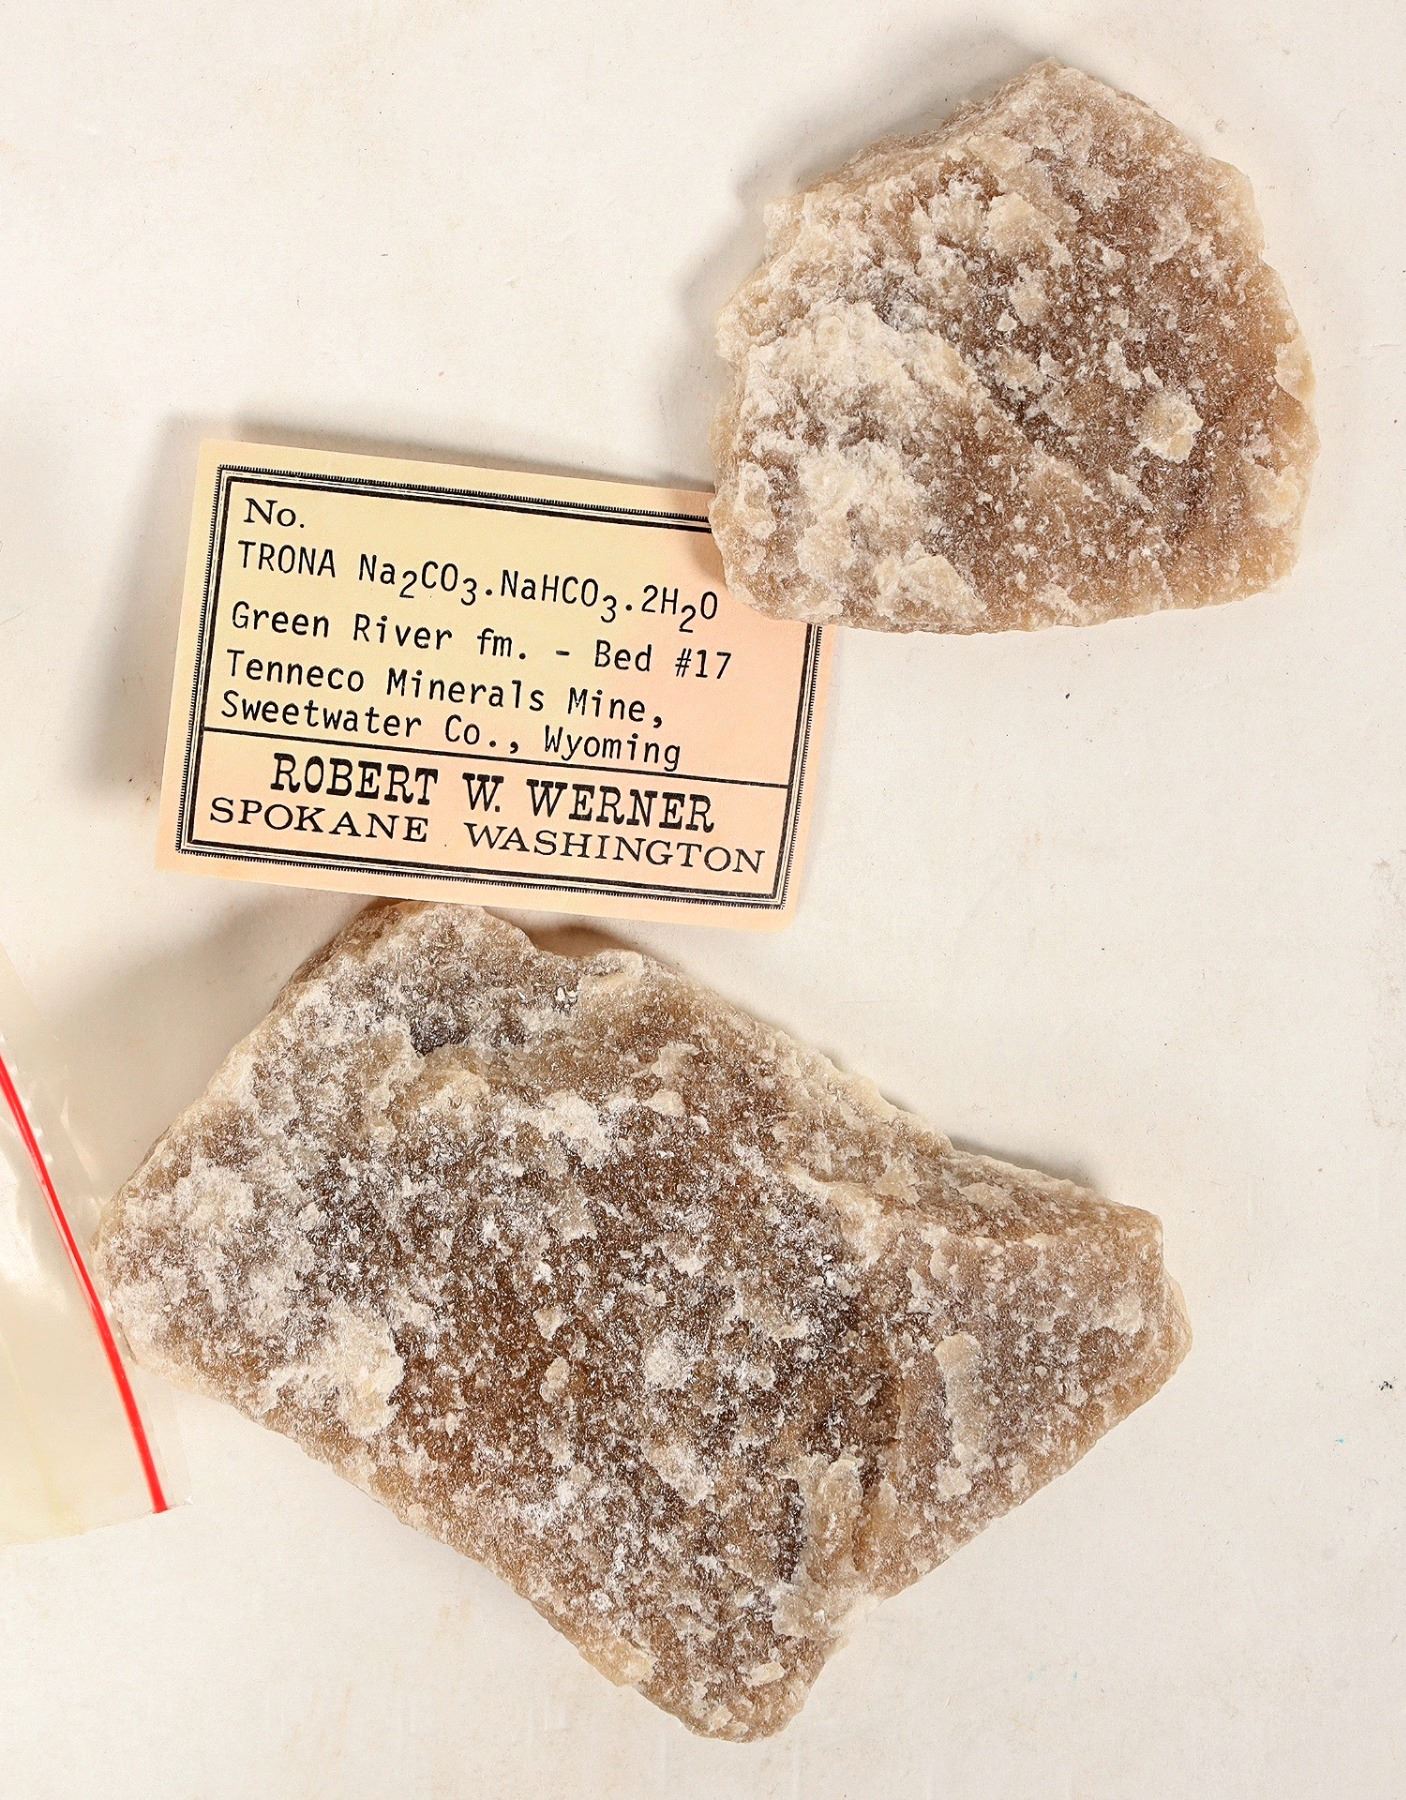 No.
TRONA Na₂CO₃.NaHCO₃.2H₂O
Green River fm. - Bed #17
Tenneco Minerals Mine,
Sweetwater Co., Wyoming
ROBERT W. WERNER
SPOKANE WASHINGTON